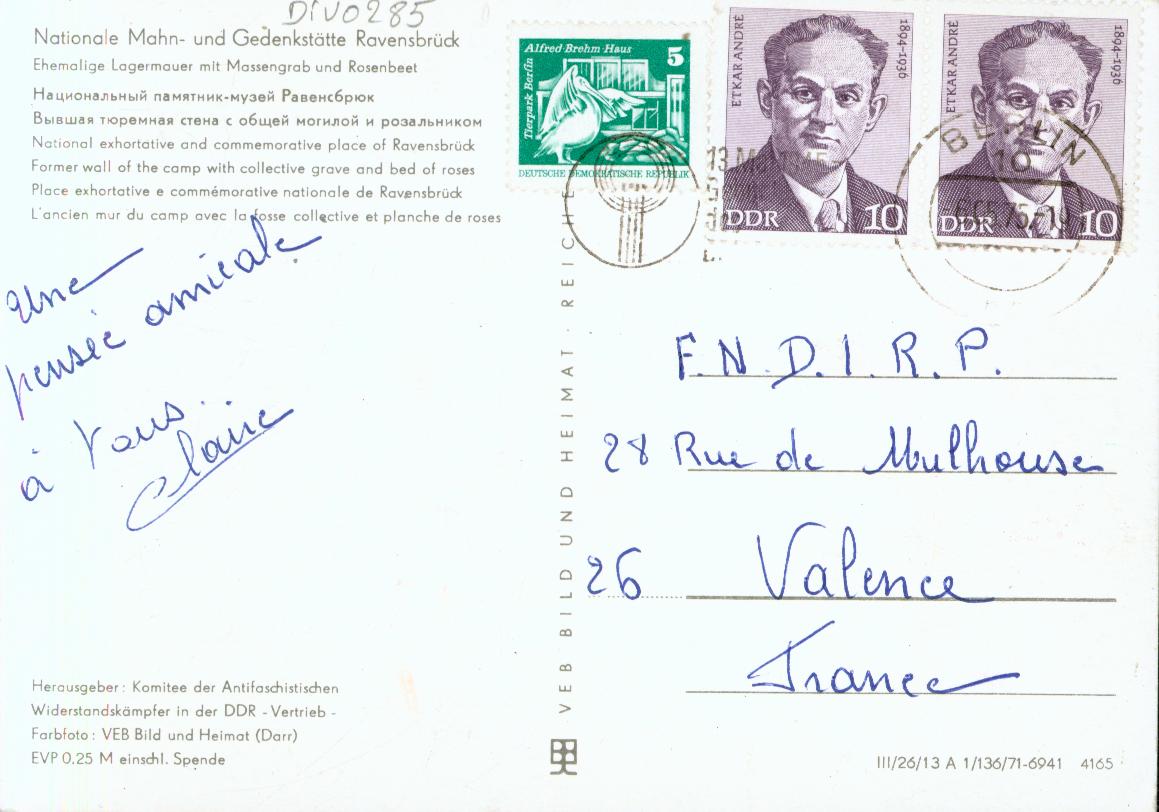 DIV0285
Nationale Mahn- und Gedenkstätte Ravensbrück
Ehemalige Lagermauer mit Massengrab und Rosenbeet
Национальный памятник-музей Равенсбрюк
Бывшая тюремная стена с общей могилой и розальником
National exhortative and commemorative place of Ravensbrück
Former wall of the camp with collective grave and bed of roses
Place exhortative e commémorative nationale de Ravensbrück
L'ancien mur du camp avec la fosse collective et planche de roses
Alfred-Brehm-Haus
5
Tierpark Berlin
DEUTSCHE DEMOKRATISCHE REPUBLIK
ETKAR ANDRÉ
1894-1936
DDR 10
ETKAR ANDRÉ
1894-1936
DDR 10
BERLIN
10
Une
pensée amicale
à Vous.
Claire
F.N.D.I.R.P.
28 Rue de Mulhouse
26 Valence
France
VEB BILD UND HEIMAT · REICHE
Herausgeber: Komitee der Antifaschistischen
Widerstandskämpfer in der DDR - Vertrieb -
Farbfoto: VEB Bild und Heimat (Darr)
EVP 0,25 M einschl. Spende
III/26/13 A 1/136/71-6941 4165